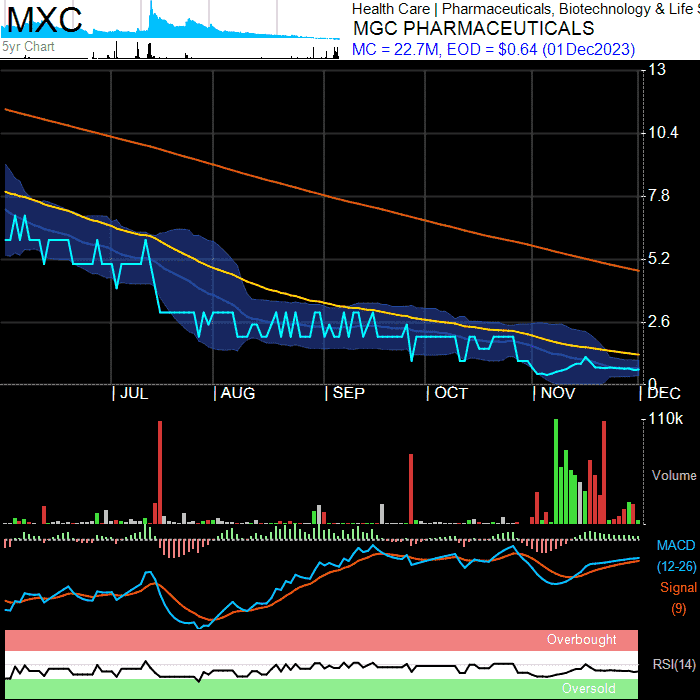 MXC
5yr Chart
Health Care | Pharmaceuticals, Biotechnology & Life S
MGC PHARMACEUTICALS
MC = 22.7M, EOD = $0.64 (01Dec2023)
13
10.4
7.8
5.2
2.6
0
JUL AUG SEP OCT NOV DEC
110k
Volume
MACD
(12-26)
Signal
(9)
Overbought
RSI(14)
Oversold